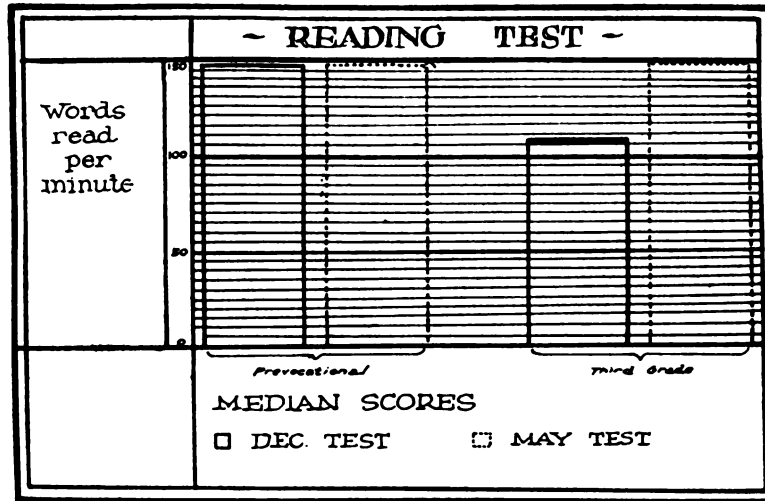 ~ READING TEST ~
Words
read
per
minute
150
100
50
0
Prevocational
Third Grade
MEDIAN SCORES
DEC. TEST
MAY TEST